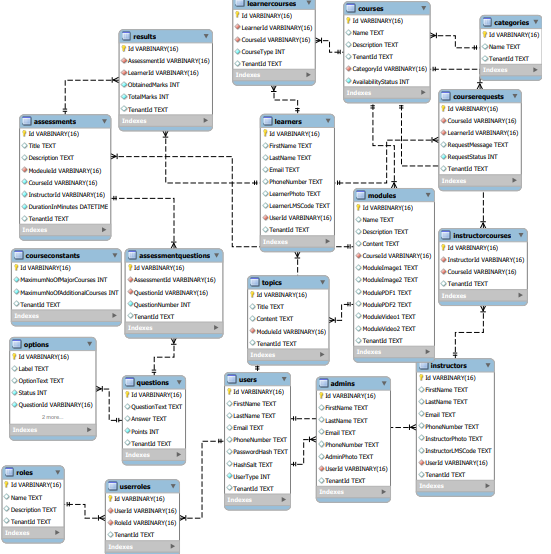 results
Id VARBINARY(16)
AssessmentId VARBINARY(16)
LearnerId VARBINARY(16)
ObtainedMarks INT
TotalMarks INT
TenantId TEXT
Indexes
learnercourses
Id VARBINARY(16)
LearnerId VARBINARY(16)
CourseId VARBINARY(16)
CourseType INT
TenantId TEXT
Indexes
courses
Id VARBINARY(16)
Name TEXT
Description TEXT
TenantId TEXT
CategoryId VARBINARY(16)
AvailabilityStatus INT
Indexes
categories
Id VARBINARY(16)
Name TEXT
TenantId TEXT
Indexes
assessments
Id VARBINARY(16)
Title TEXT
Description TEXT
ModeuleId VARBINARY(16)
CourseId VARBINARY(16)
InstructorId VARBINARY(16)
DurationInMinutes DATETIME
TenantId TEXT
Indexes
learners
Id VARBINARY(16)
FirstName TEXT
LastName TEXT
Email TEXT
PhoneNumber TEXT
LearnerPhoto TEXT
LearnerLMSCode TEXT
UserId VARBINARY(16)
TenantId TEXT
Indexes
courserequests
Id VARBINARY(16)
CourseId VARBINARY(16)
LearnerId VARBINARY(16)
RequestMessage TEXT
RequestStatus INT
TenantId TEXT
Indexes
modules
Id VARBINARY(16)
Name TEXT
Description TEXT
Content TEXT
CourseId VARBINARY(16)
ModuleImage1 TEXT
ModuleImage2 TEXT
ModulePDF1 TEXT
ModulePDF2 TEXT
ModuleVideo1 TEXT
ModuleVideo2 TEXT
TenantId TEXT
Indexes
instructorcourses
Id VARBINARY(16)
InstructorId VARBINARY(16)
CourseId VARBINARY(16)
TenantId TEXT
Indexes
courseconstants
Id VARBINARY(16)
MaximumNoOfMajorCourses INT
MaximumNoOfAdditionalCourses INT
TenantId TEXT
Indexes
assessmentquestions
Id VARBINARY(16)
AssessmentId VARBINARY(16)
QuestionId VARBINARY(16)
QuestionNumber INT
TenantId TEXT
Indexes
topics
Id VARBINARY(16)
Title TEXT
Content TEXT
ModuleId VARBINARY(16)
TenantId TEXT
Indexes
options
Id VARBINARY(16)
Label TEXT
OptionText TEXT
Status INT
QuestionId VARBINARY(16)
2 more...
Indexes
questions
Id VARBINARY(16)
QuestionText TEXT
Answer TEXT
Points INT
TenantId TEXT
Indexes
users
Id VARBINARY(16)
FirstName TEXT
LastName TEXT
Email TEXT
PhoneNumber TEXT
PasswordHash TEXT
HashSalt TEXT
UserType INT
TenantId TEXT
Indexes
admins
Id VARBINARY(16)
FirstName TEXT
LastName TEXT
Email TEXT
PhoneNumber TEXT
AdminPhoto TEXT
UserId VARBINARY(16)
TenantId TEXT
Indexes
instructors
Id VARBINARY(16)
FirstName TEXT
LastName TEXT
Email TEXT
PhoneNumber TEXT
InstructorPhoto TEXT
InstructorLMSCode TEXT
UserId VARBINARY(16)
TenantId TEXT
Indexes
roles
Id VARBINARY(16)
Name TEXT
Description TEXT
TenantId TEXT
Indexes
userroles
Id VARBINARY(16)
UserId VARBINARY(16)
RoleId VARBINARY(16)
TenantId TEXT
Indexes